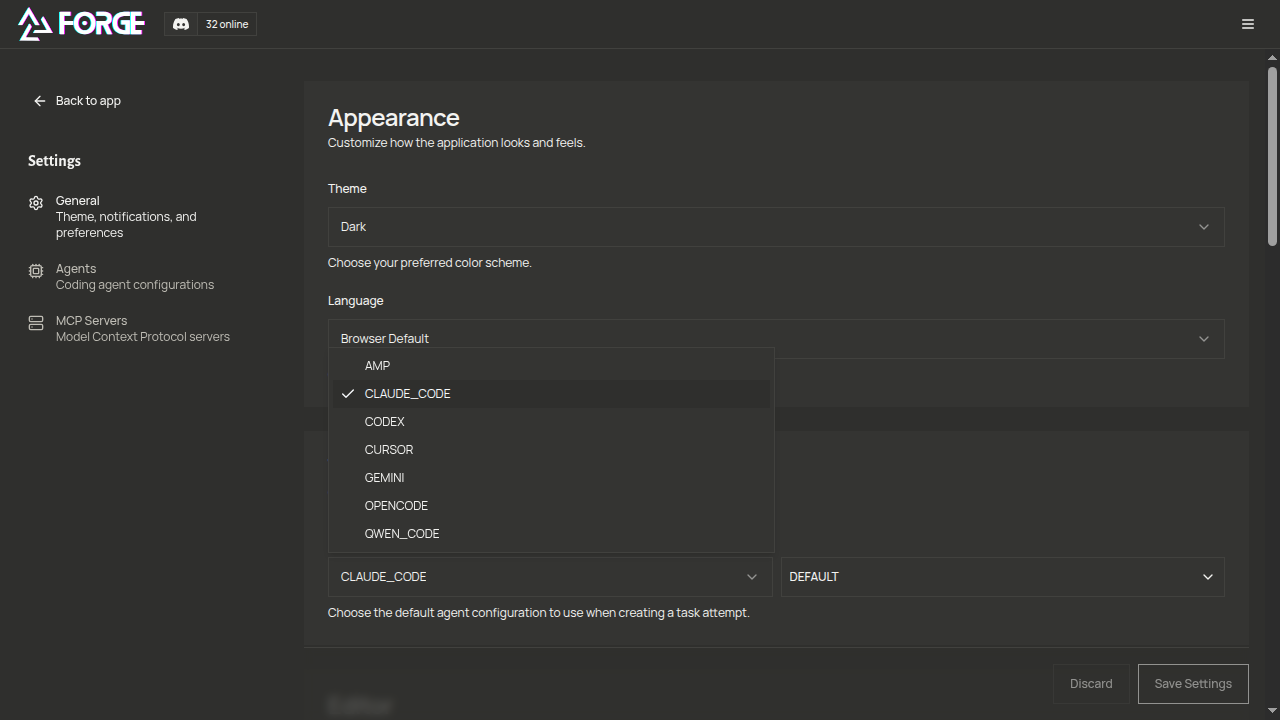 FORGE
32 online
Back to app
Settings
General
Theme, notifications, and
preferences
Agents
Coding agent configurations
MCP Servers
Model Context Protocol servers
Appearance
Customize how the application looks and feels.
Theme
Dark
Choose your preferred color scheme.
Language
Browser Default
AMP
CLAUDE_CODE
CODEX
CURSOR
GEMINI
OPENCODE
QWEN_CODE
CLAUDE_CODE
DEFAULT
Choose the default agent configuration to use when creating a task attempt.
Editor
Discard
Save Settings